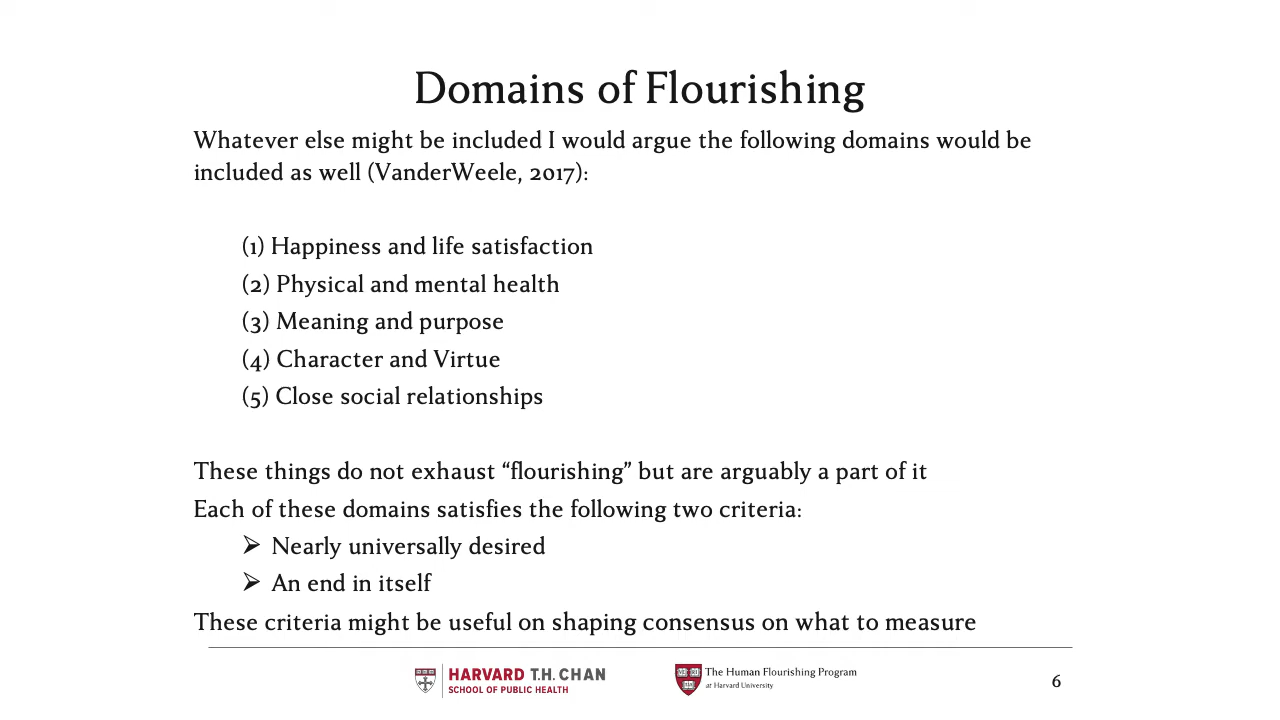 Domains of Flourishing
Whatever else might be included I would argue the following domains would be
included as well (VanderWeele, 2017):
(1) Happiness and life satisfaction
(2) Physical and mental health
(3) Meaning and purpose
(4) Character and Virtue
(5) Close social relationships
These things do not exhaust “flourishing” but are arguably a part of it
Each of these domains satisfies the following two criteria:
➢ Nearly universally desired
➢ An end in itself
These criteria might be useful on shaping consensus on what to measure
HARVARD T.H. CHAN
SCHOOL OF PUBLIC HEALTH
The Human Flourishing Program
at Harvard University
6